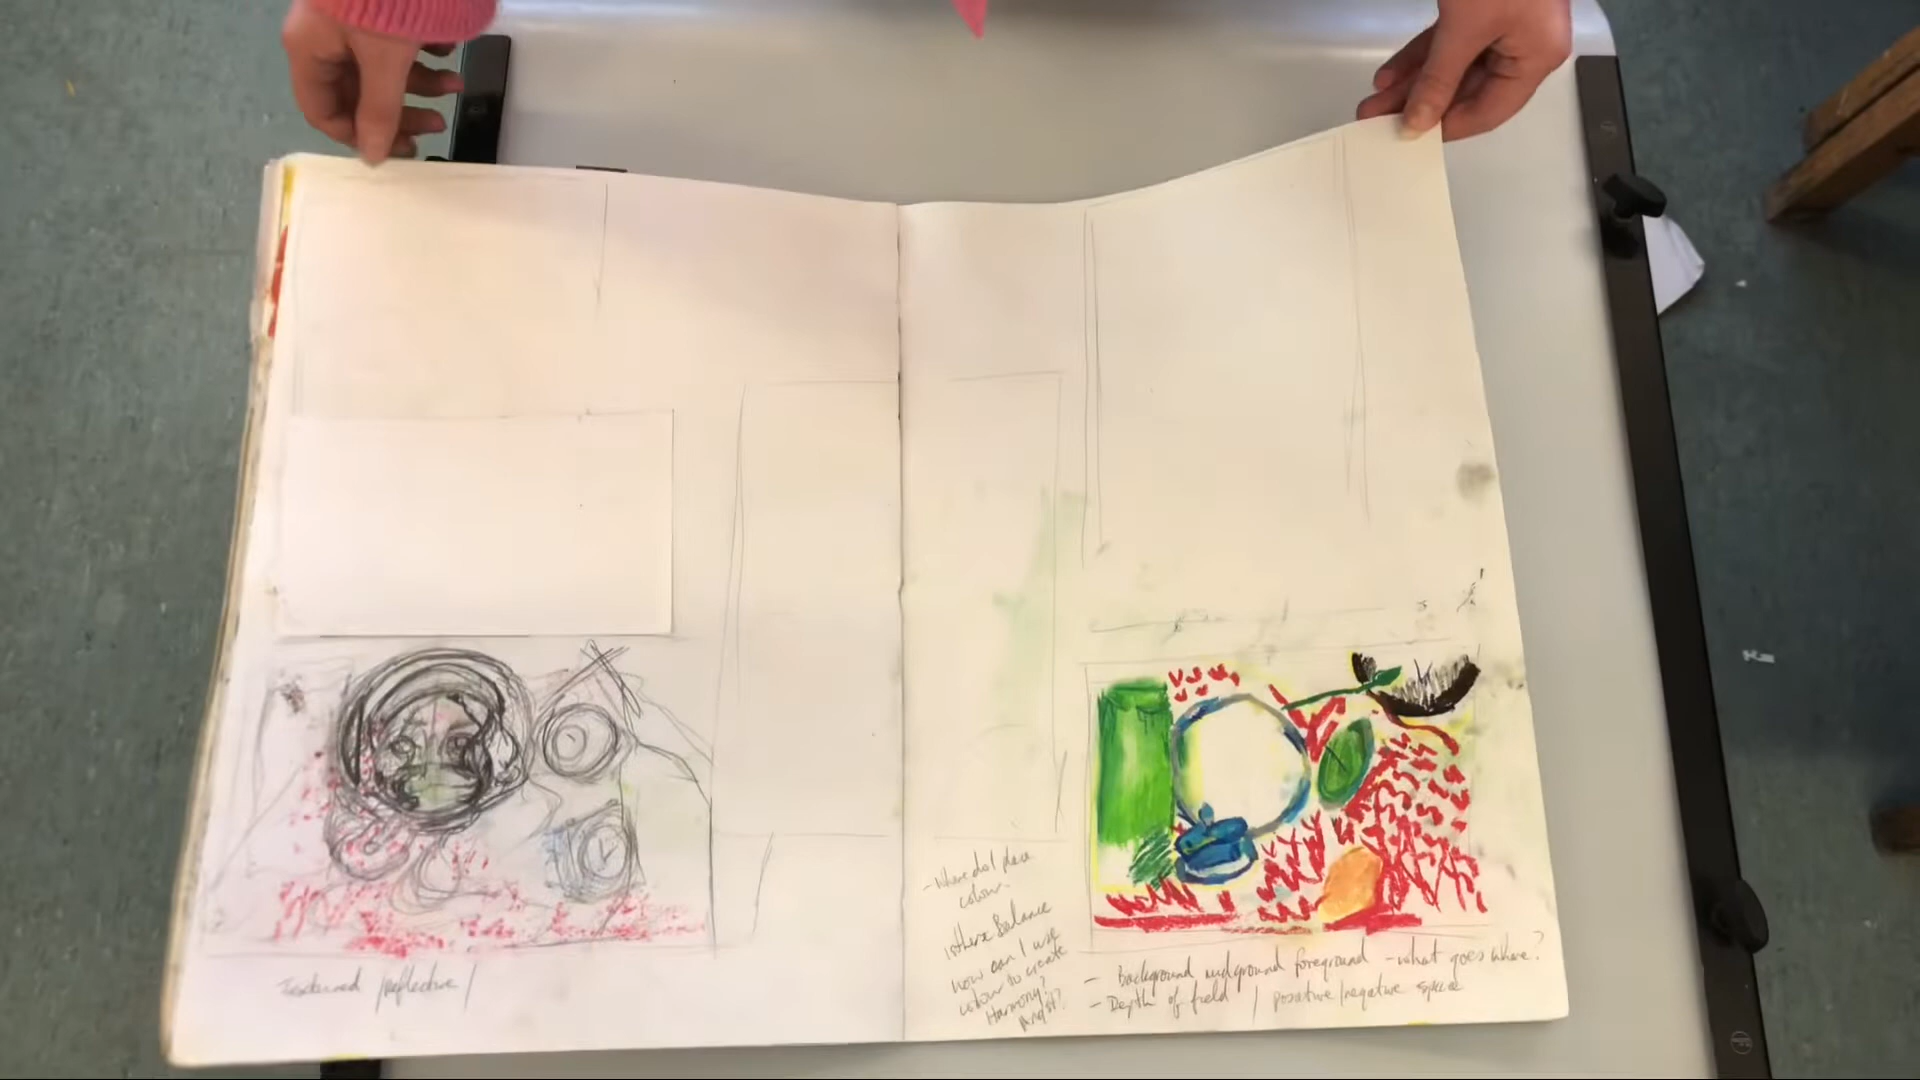 Textured / reflective /
- Where do I place
colour.
is there Balance
How can I use
colour to create
Harmony?
- Background midground foreground - what goes where?
- Depth of field / posative/negative space